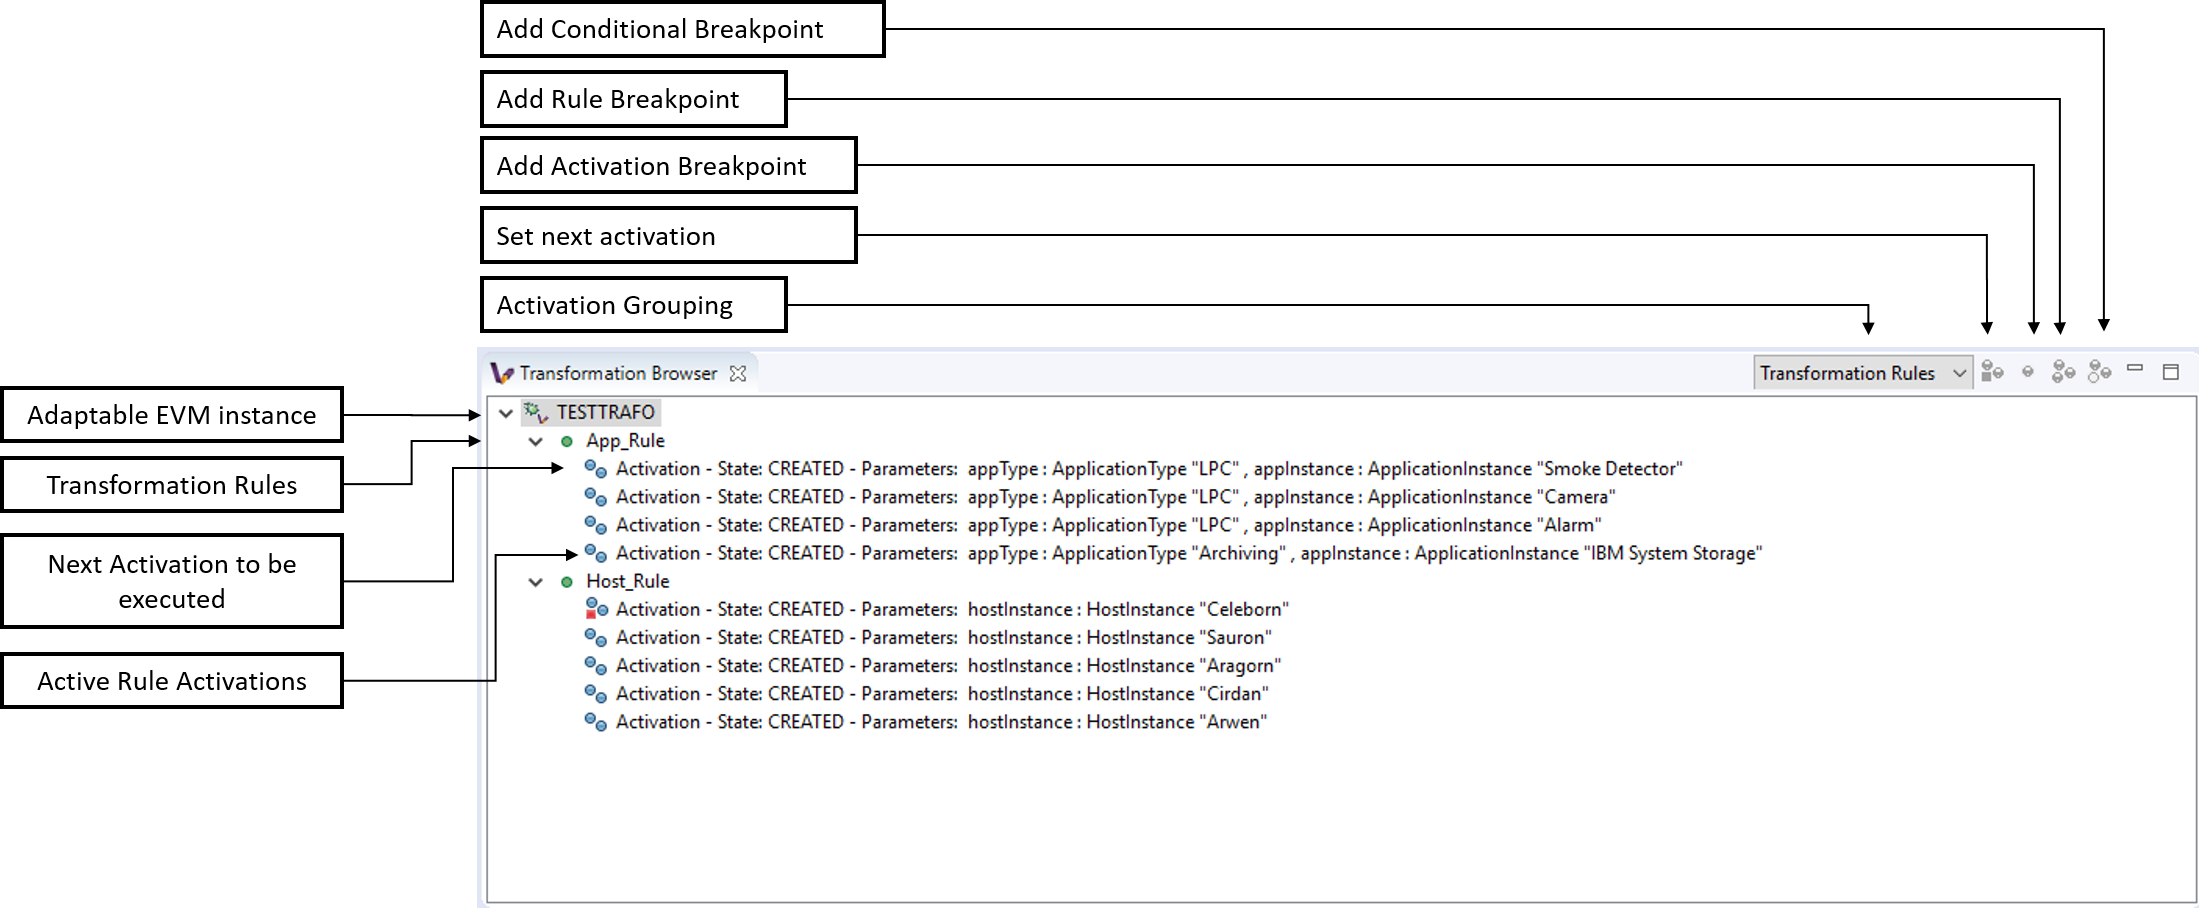 Add Conditional Breakpoint
Add Rule Breakpoint
Add Activation Breakpoint
Set next activation
Activation Grouping
Transformation Browser
Transformation Rules
Adaptable EVM instance
Transformation Rules
Next Activation to be
executed
Active Rule Activations
TESTTRAFO
App_Rule
Activation - State: CREATED - Parameters:  appType : ApplicationType "LPC" , appInstance : ApplicationInstance "Smoke Detector"
Activation - State: CREATED - Parameters:  appType : ApplicationType "LPC" , appInstance : ApplicationInstance "Camera"
Activation - State: CREATED - Parameters:  appType : ApplicationType "LPC" , appInstance : ApplicationInstance "Alarm"
Activation - State: CREATED - Parameters:  appType : ApplicationType "Archiving" , appInstance : ApplicationInstance "IBM System Storage"
Host_Rule
Activation - State: CREATED - Parameters:  hostInstance : HostInstance "Celeborn"
Activation - State: CREATED - Parameters:  hostInstance : HostInstance "Sauron"
Activation - State: CREATED - Parameters:  hostInstance : HostInstance "Aragorn"
Activation - State: CREATED - Parameters:  hostInstance : HostInstance "Cirdan"
Activation - State: CREATED - Parameters:  hostInstance : HostInstance "Arwen"